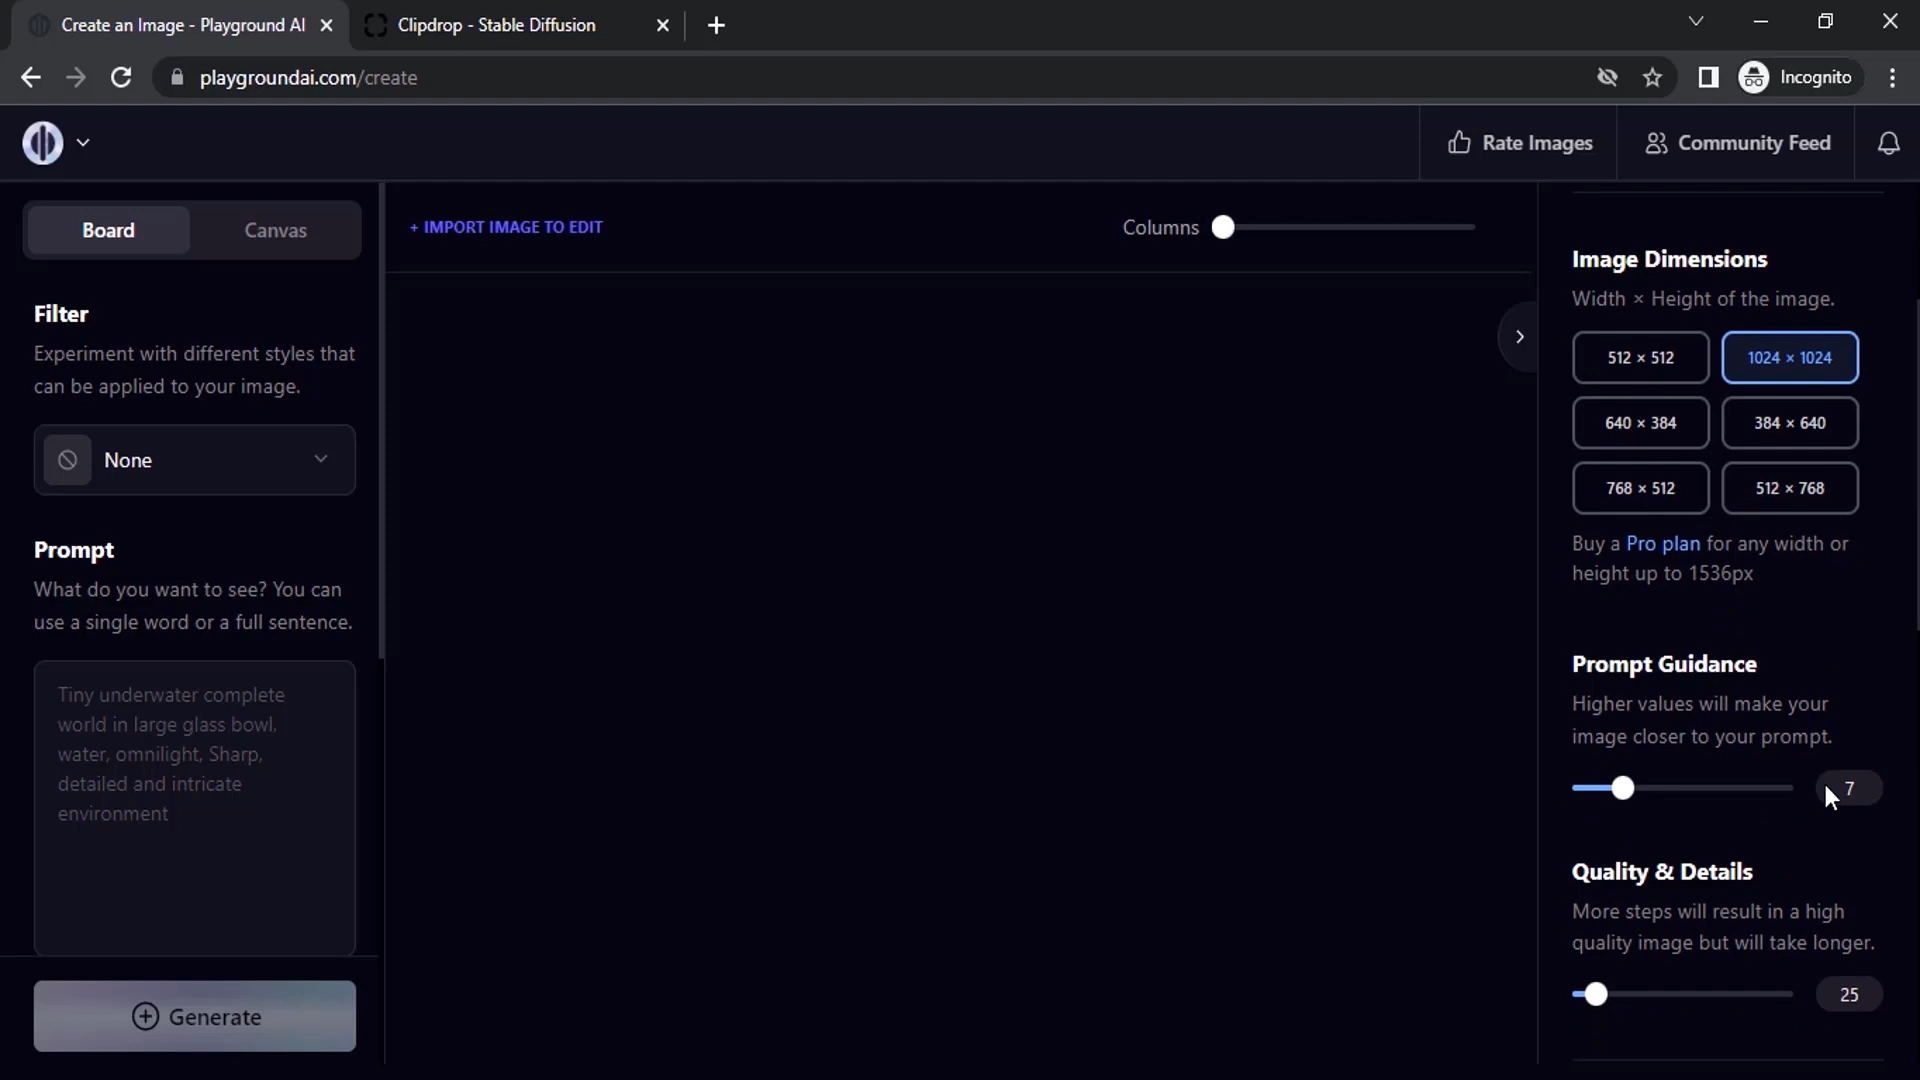 Create an Image - Playground AI
Clipdrop - Stable Diffusion
playgroundai.com/create
Incognito
Rate Images
Community Feed
Board
Canvas
+ IMPORT IMAGE TO EDIT
Columns
Filter
Experiment with different styles that
can be applied to your image.
None
Prompt
What do you want to see? You can
use a single word or a full sentence.
Tiny underwater complete
world in large glass bowl,
water, omnilight, Sharp,
detailed and intricate
environment
Generate
Image Dimensions
Width × Height of the image.
512 × 512
1024 × 1024
640 × 384
384 × 640
768 × 512
512 × 768
Buy a Pro plan for any width or
height up to 1536px
Prompt Guidance
Higher values will make your
image closer to your prompt.
7
Quality & Details
More steps will result in a high
quality image but will take longer.
25